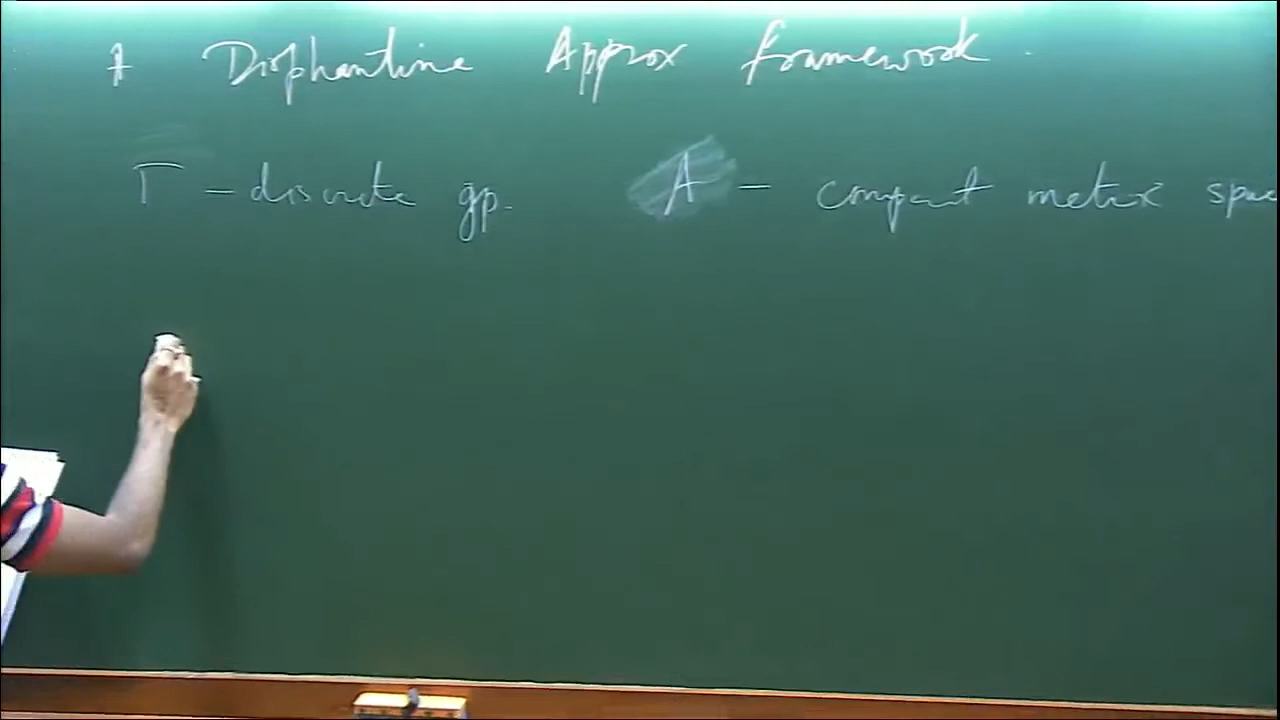 A Diophantine Approx framework.
Γ - discrete gp. A - compact metric spac